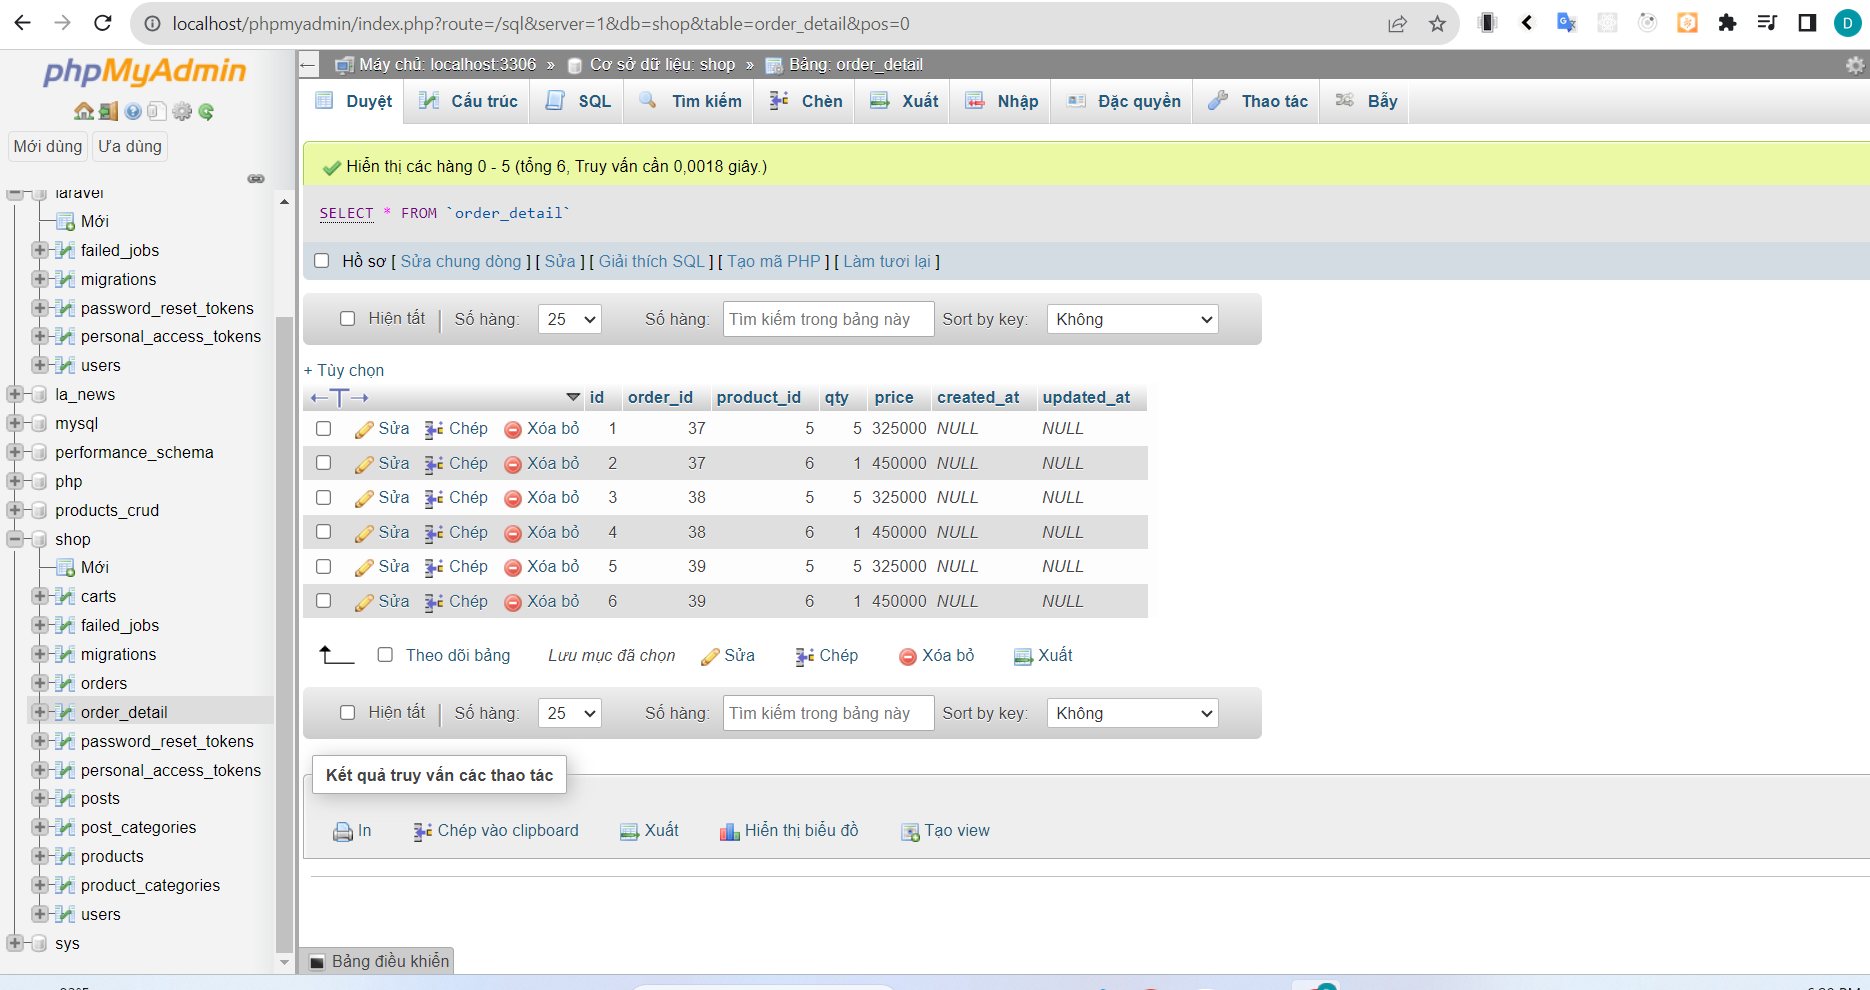 localhost/phpmyadmin/index.php?route=/sql&server=1&db=shop&table=order_detail&pos=0
D
phpMyAdmin
Mới dùng Ưa dùng
laravel
Mới
failed_jobs
migrations
password_reset_tokens
personal_access_tokens
users
la_news
mysql
performance_schema
php
products_crud
shop
Mới
carts
failed_jobs
migrations
orders
order_detail
password_reset_tokens
personal_access_tokens
posts
post_categories
products
product_categories
users
sys
Máy chủ: localhost:3306 » Cơ sở dữ liệu: shop » Bảng: order_detail
Duyệt Cấu trúc SQL Tìm kiếm Chèn Xuất Nhập Đặc quyền Thao tác Bẫy
Hiển thị các hàng 0 - 5 (tổng 6, Truy vấn cần 0,0018 giây.)
SELECT * FROM `order_detail`
Hồ sơ [ Sửa chung dòng ] [ Sửa ] [ Giải thích SQL ] [ Tạo mã PHP ] [ Làm tươi lại ]
Hiện tất | Số hàng: 25 Số hàng: Tìm kiếm trong bảng này Sort by key: Không
+ Tùy chọn
←T→ id order_id product_id qty price created_at updated_at
Sửa Chép Xóa bỏ 1 37 5 5 325000 NULL NULL
Sửa Chép Xóa bỏ 2 37 6 1 450000 NULL NULL
Sửa Chép Xóa bỏ 3 38 5 5 325000 NULL NULL
Sửa Chép Xóa bỏ 4 38 6 1 450000 NULL NULL
Sửa Chép Xóa bỏ 5 39 5 5 325000 NULL NULL
Sửa Chép Xóa bỏ 6 39 6 1 450000 NULL NULL
Theo dõi bảng Lưu mục đã chọn Sửa Chép Xóa bỏ Xuất
Hiện tất | Số hàng: 25 Số hàng: Tìm kiếm trong bảng này Sort by key: Không
Kết quả truy vấn các thao tác
In Chép vào clipboard Xuất Hiển thị biểu đồ Tạo view
Bảng điều khiển